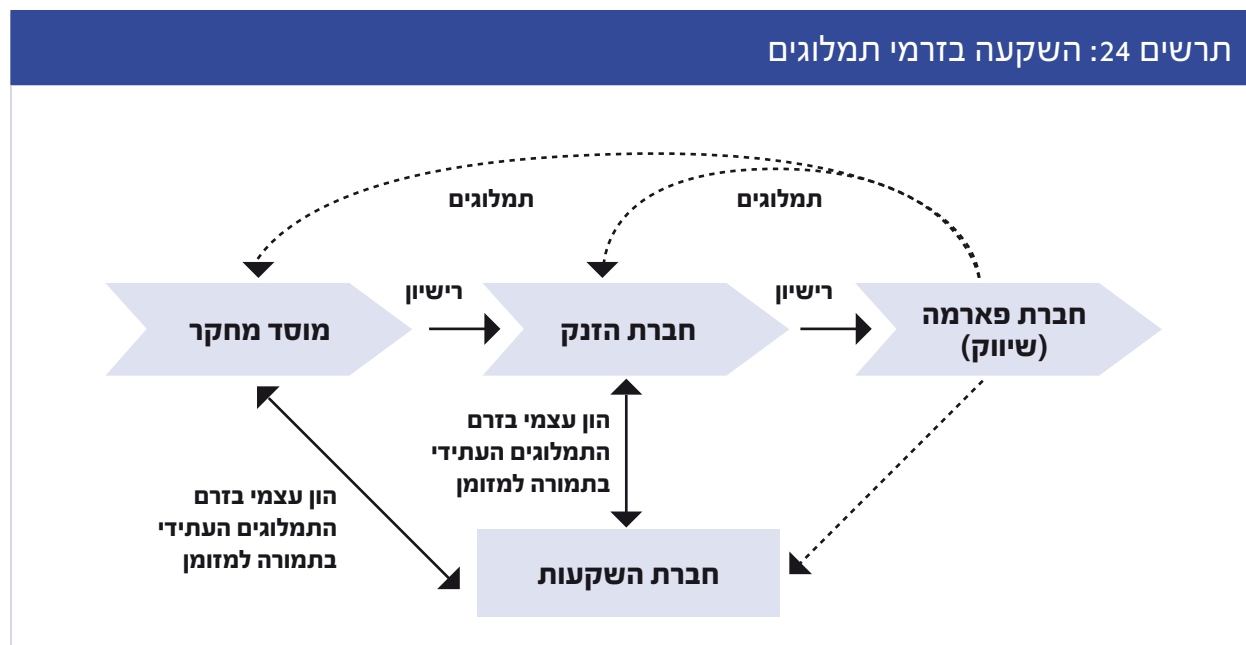 תרשים 24: השקעה בזרמי תמלוגים
תמלוגים
תמלוגים
רישיון
רישיון
חברת פארמה
(שיווק)
חברת הזנק
מוסד מחקר
הון עצמי בזרם
התמלוגים העתידי
בתמורה למזומן
הון עצמי בזרם
התמלוגים העתידי
בתמורה למזומן
חברת השקעות